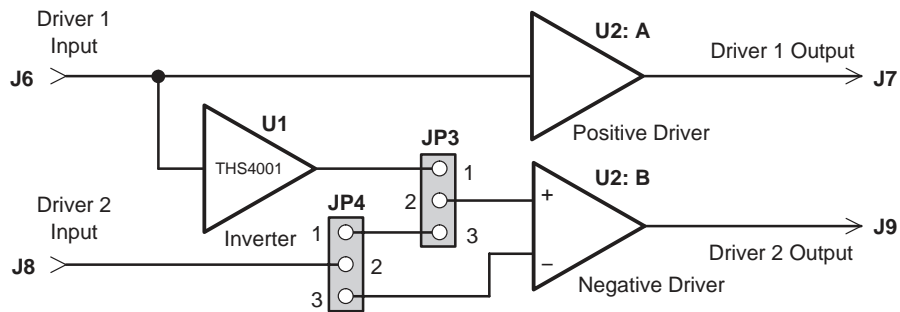 Driver 1
Input
J6
U2: A
Driver 1 Output
J7
Positive Driver
U1
THS4001
Inverter
JP3
1
2
3
U2: B
+
−
Driver 2
Input
J8
JP4
1
2
3
J9
Driver 2 Output
Negative Driver